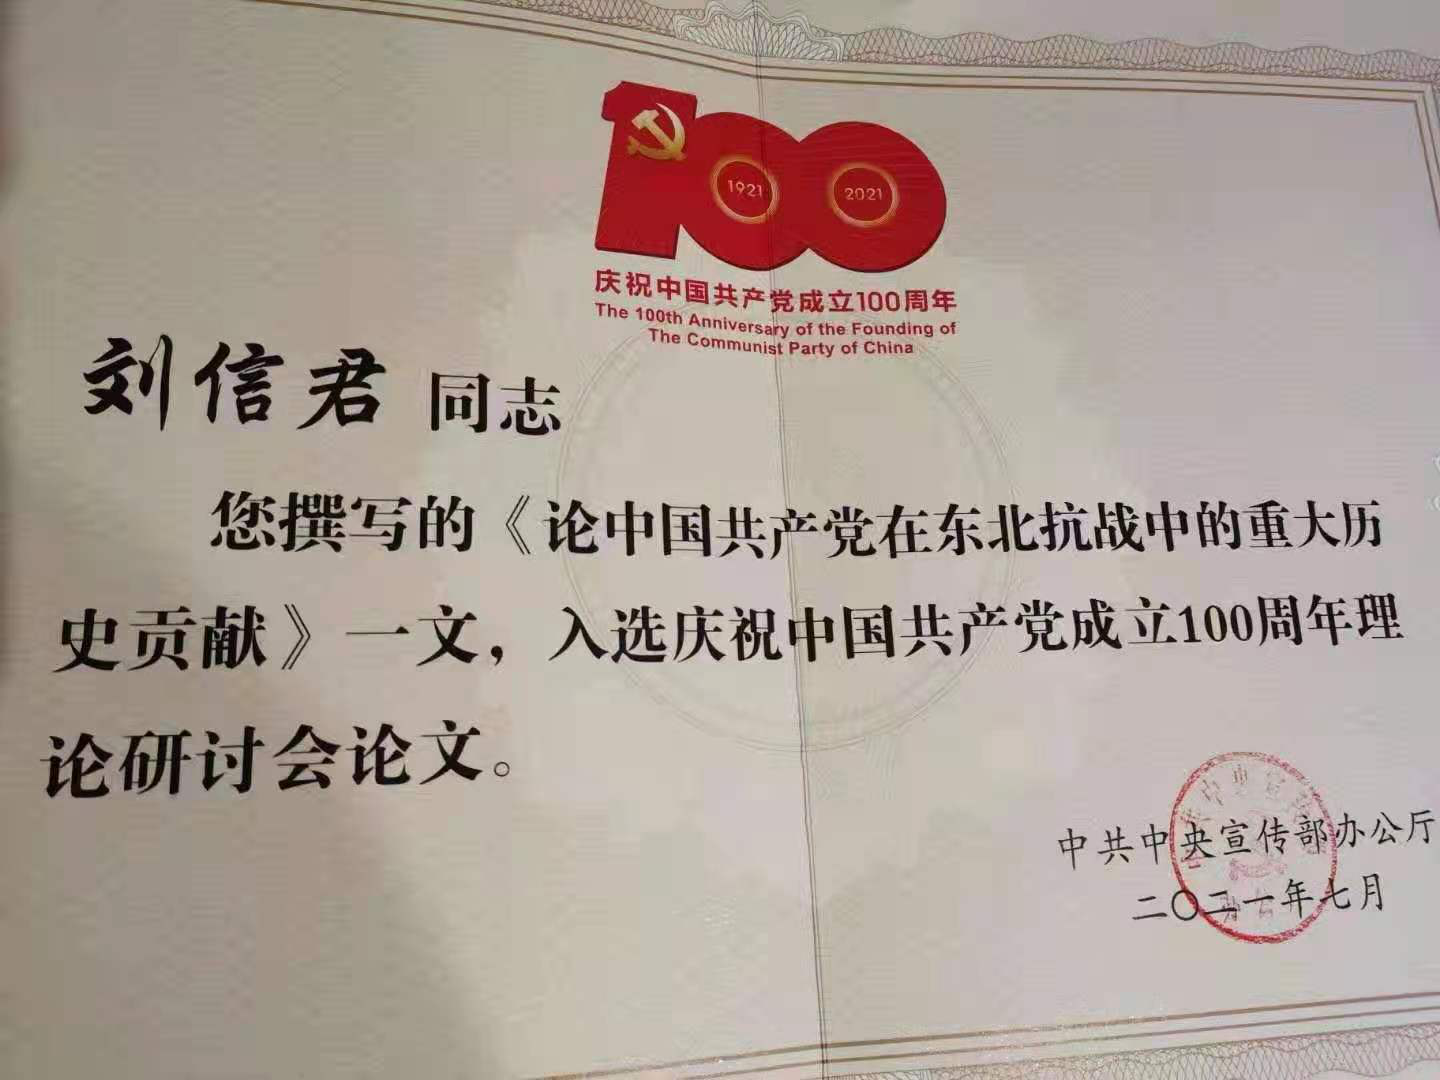 1921
2021
庆祝中国共产党成立100周年
The 100th Anniversary of the Founding of
The Communist Party of China
刘信君 同志
您撰写的《论中国共产党在东北抗战中的重大历
史贡献》一文，入选庆祝中国共产党成立100周年理
论研讨会论文。
中共中央宣传部办公厅
二〇二一年七月